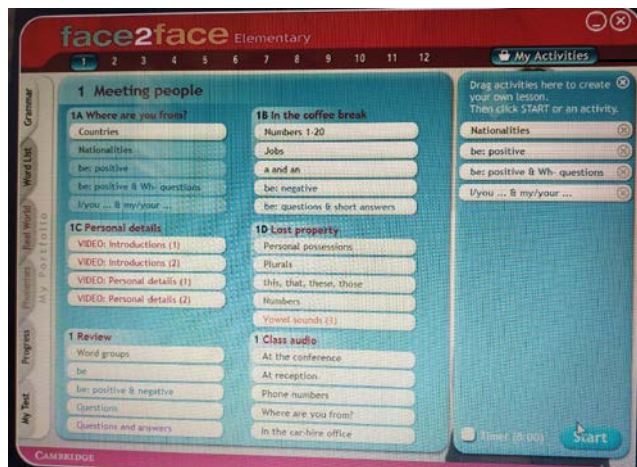 face2face Elementary
1 2 3 4 5 6 7 8 9 10 11 12
My Activities
1 Meeting people
1A Where are you from?
Countries
Nationalities
be: positive
be: positive & Wh- questions
I/you ... & my/your ...
1B In the coffee break
Numbers 1-20
Jobs
a and an
be: negative
be: questions & short answers
1C Personal details
VIDEO: Introductions (1)
VIDEO: Introductions (2)
VIDEO: Personal details (1)
VIDEO: Personal details (2)
1D Lost property
Personal possessions
Plurals
this, that, these, those
Numbers
Vowel sounds (1)
1 Review
Word groups
be
be: positive & negative
Questions
Questions and answers
1 Class audio
At the conference
At reception
Phone numbers
Where are you from?
In the car-hire office
Drag activities here to create
your own lesson.
Then click START or an activity.
Nationalities
be: positive
be: positive & Wh- questions
I/you ... & my/your ...
Timer (0:00)
Start
Grammar
Word List
Real World
Phonemes
My Portfolio
Progress
My Test
CAMBRIDGE